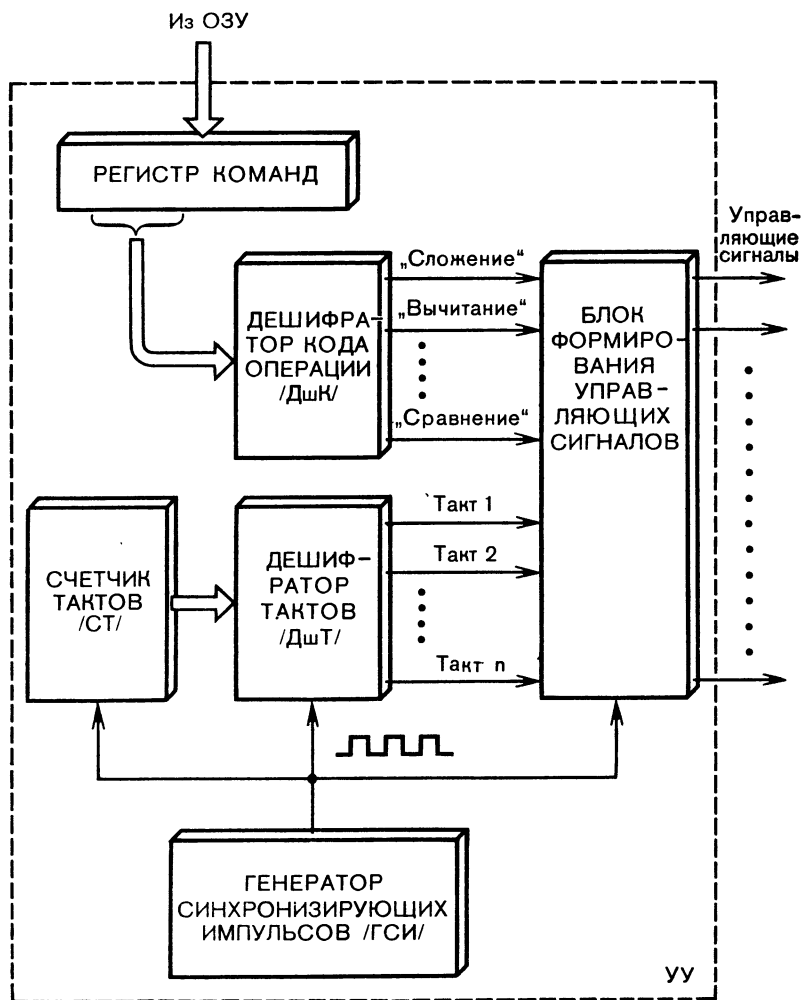 Из ОЗУ
РЕГИСТР КОМАНД
Управ-
ляющие
сигналы
„Сложение“
„Вычитание“
„Сравнение“
ДЕШИФРА-
ТОР КОДА
ОПЕРАЦИИ
/ДшК/
БЛОК
ФОРМИРО-
ВАНИЯ
УПРАВ-
ЛЯЮЩИХ
СИГНАЛОВ
СЧЕТЧИК
ТАКТОВ
/СТ/
ДЕШИФ-
РАТОР
ТАКТОВ
/ДшТ/
Такт 1
Такт 2
Такт n
ГЕНЕРАТОР
СИНХРОНИЗИРУЮЩИХ
ИМПУЛЬСОВ /ГСИ/
УУ